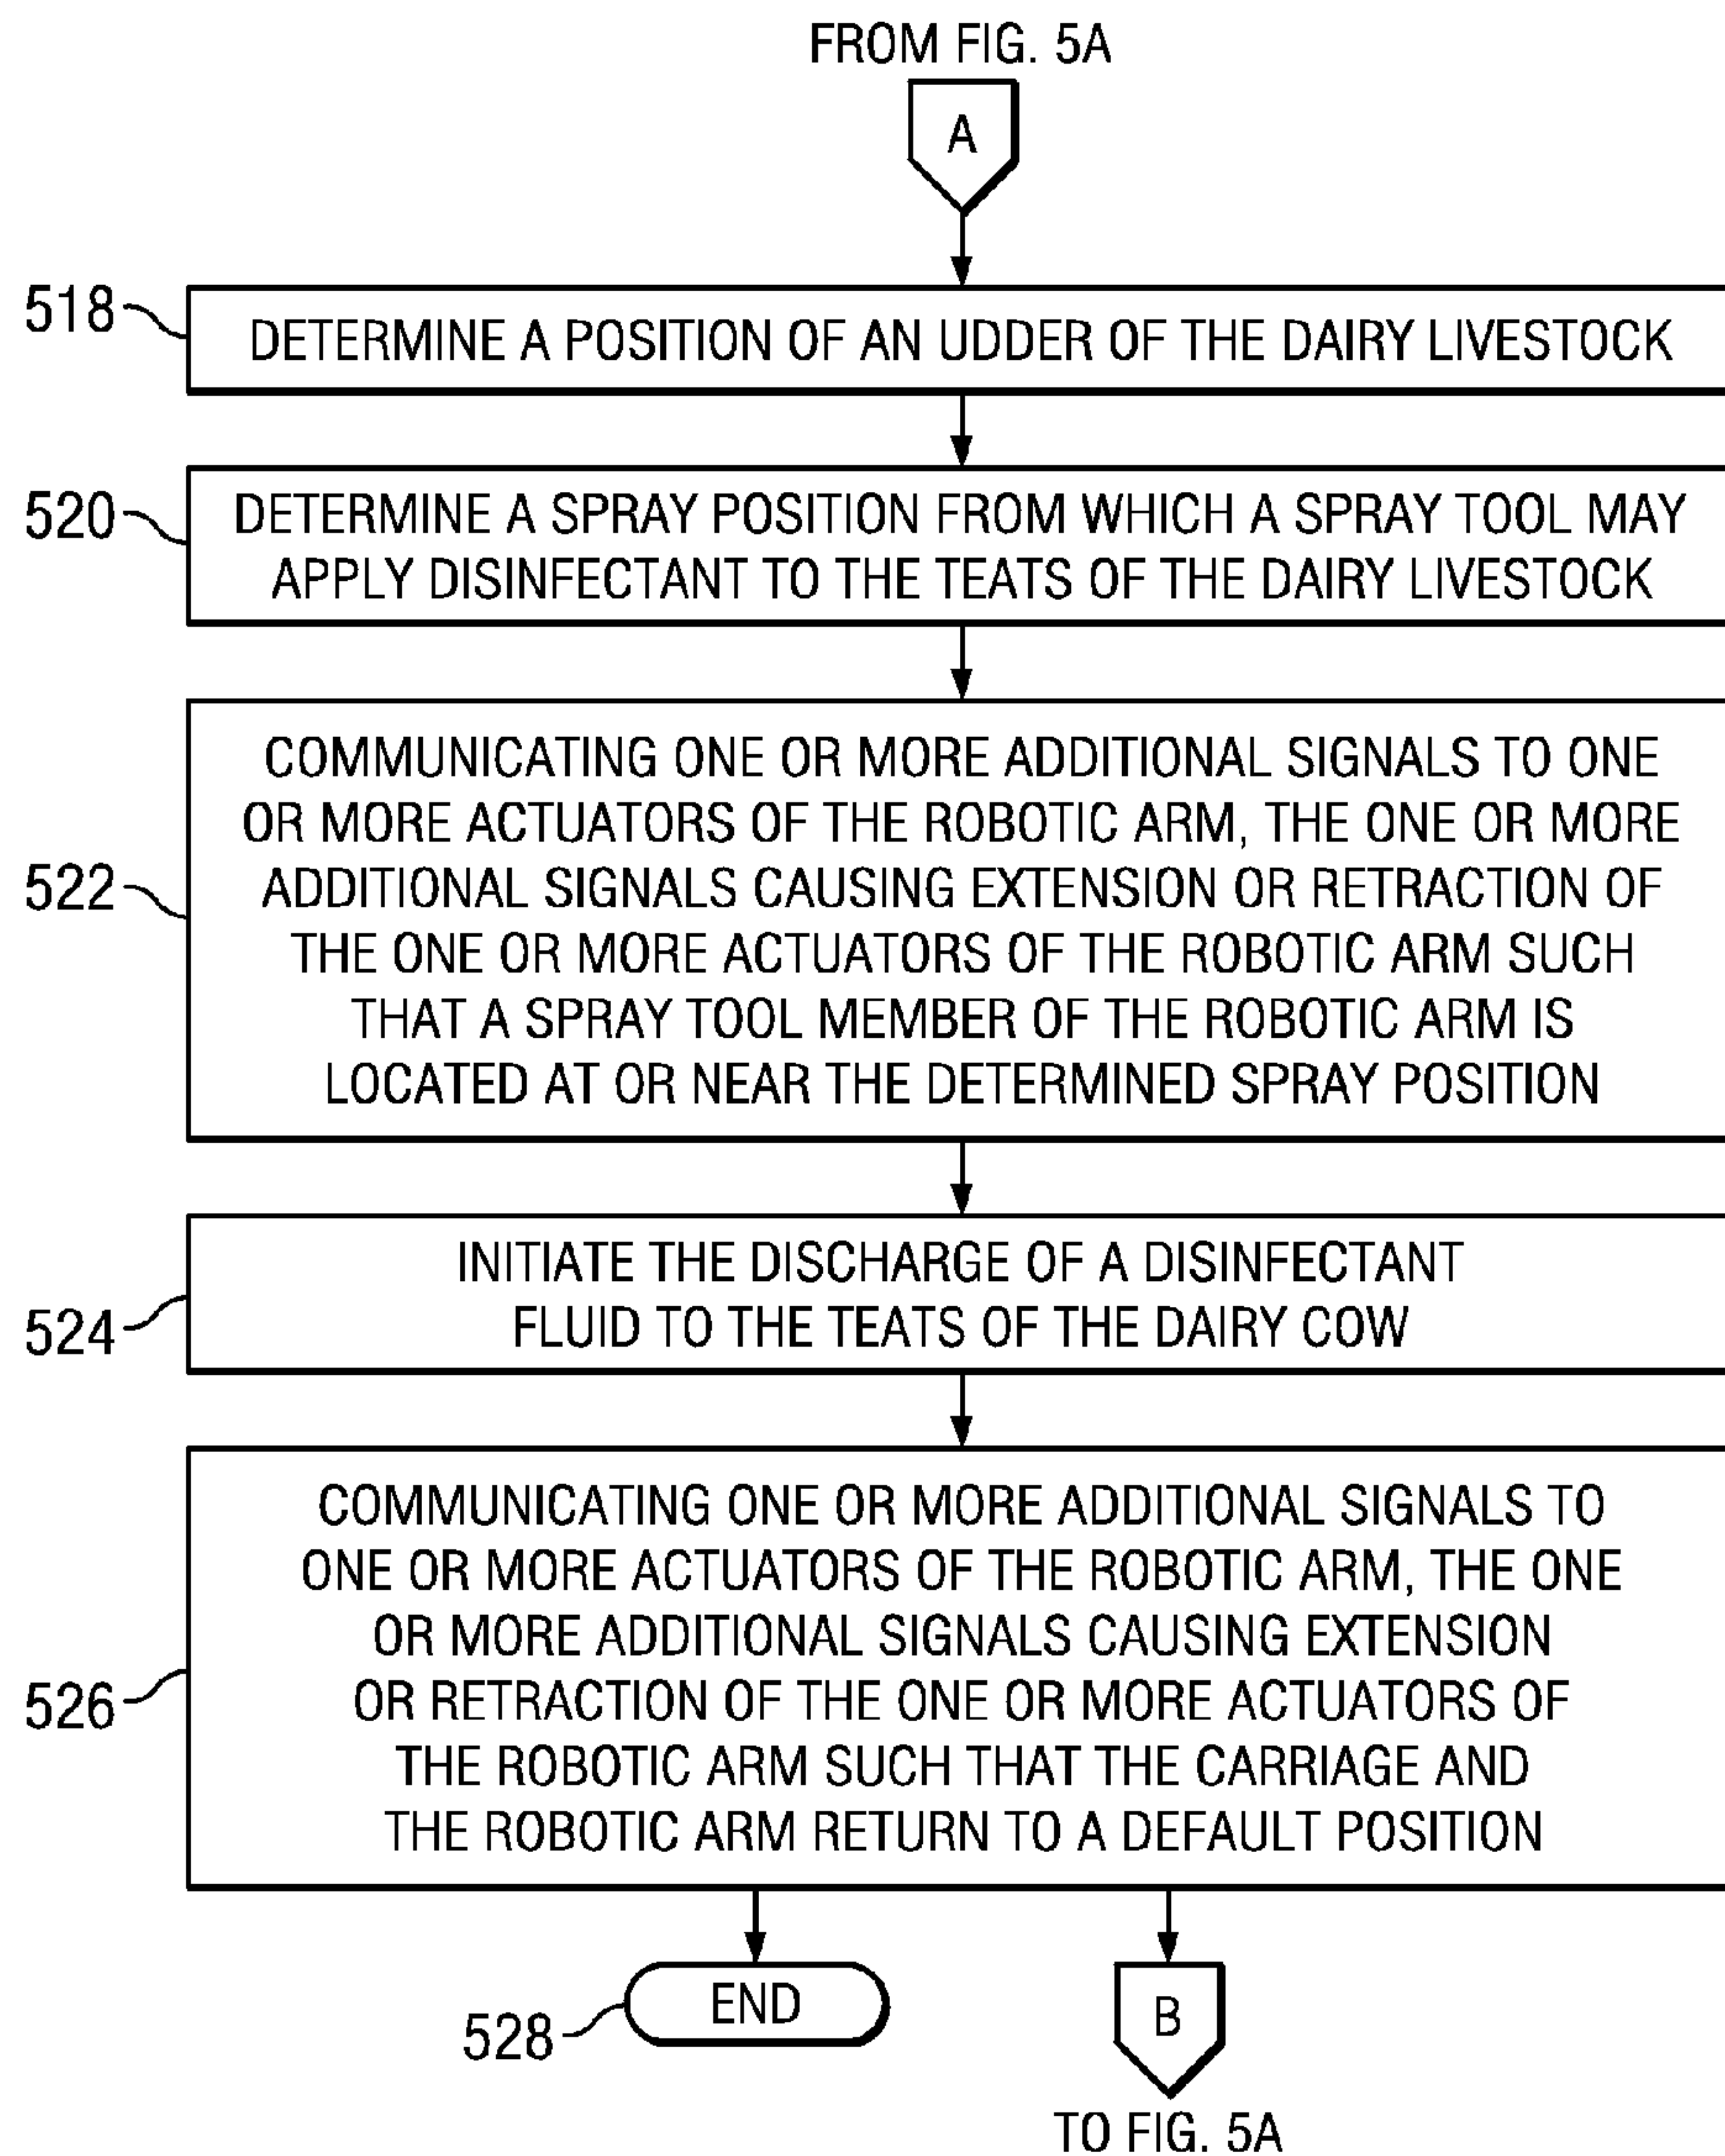 FROM FIG. 5A
A
518
DETERMINE A POSITION OF AN UDDER OF THE DAIRY LIVESTOCK
520
DETERMINE A SPRAY POSITION FROM WHICH A SPRAY TOOL MAY
APPLY DISINFECTANT TO THE TEATS OF THE DAIRY LIVESTOCK
522
COMMUNICATING ONE OR MORE ADDITIONAL SIGNALS TO ONE
OR MORE ACTUATORS OF THE ROBOTIC ARM, THE ONE OR MORE
ADDITIONAL SIGNALS CAUSING EXTENSION OR RETRACTION OF
THE ONE OR MORE ACTUATORS OF THE ROBOTIC ARM SUCH
THAT A SPRAY TOOL MEMBER OF THE ROBOTIC ARM IS
LOCATED AT OR NEAR THE DETERMINED SPRAY POSITION
524
INITIATE THE DISCHARGE OF A DISINFECTANT
FLUID TO THE TEATS OF THE DAIRY COW
526
COMMUNICATING ONE OR MORE ADDITIONAL SIGNALS TO
ONE OR MORE ACTUATORS OF THE ROBOTIC ARM, THE ONE
OR MORE ADDITIONAL SIGNALS CAUSING EXTENSION
OR RETRACTION OF THE ONE OR MORE ACTUATORS OF
THE ROBOTIC ARM SUCH THAT THE CARRIAGE AND
THE ROBOTIC ARM RETURN TO A DEFAULT POSITION
528
END
B
TO FIG. 5A